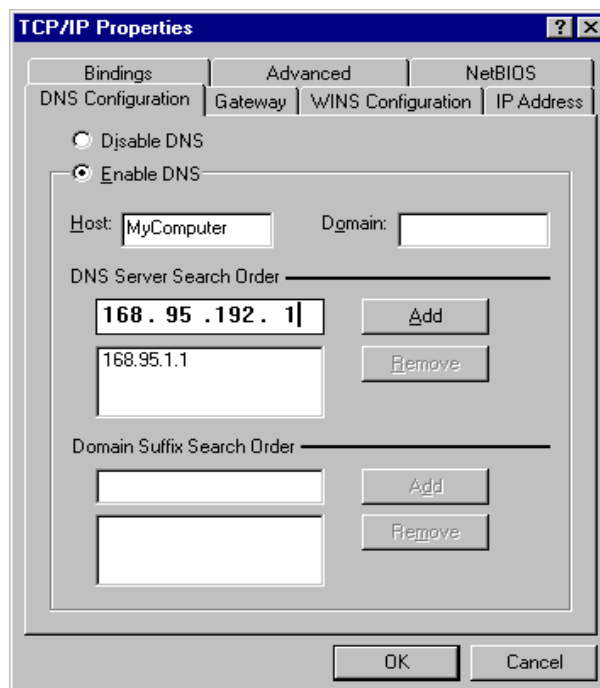 TCP/IP Properties
Bindings Advanced NetBIOS
DNS Configuration Gateway WINS Configuration IP Address
Disable DNS
Enable DNS
Host: MyComputer Domain:
DNS Server Search Order
168. 95 .192. 1 Add
168.95.1.1 Remove
Domain Suffix Search Order
Add
Remove
OK Cancel